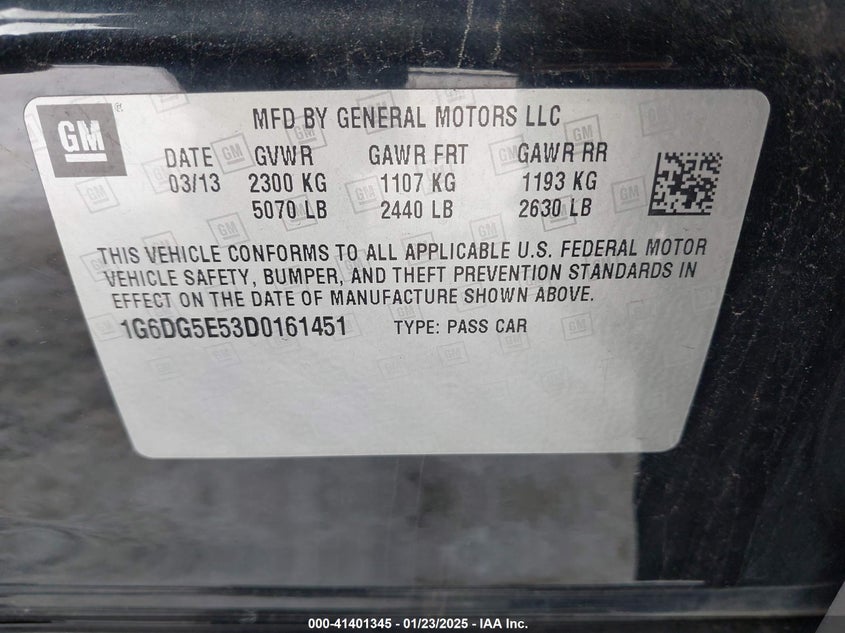 GM
MFD BY GENERAL MOTORS LLC
DATE GVWR GAWR FRT GAWR RR
03/13 2300 KG 1107 KG 1193 KG
5070 LB 2440 LB 2630 LB
THIS VEHICLE CONFORMS TO ALL APPLICABLE U.S. FEDERAL MOTOR
VEHICLE SAFETY, BUMPER, AND THEFT PREVENTION STANDARDS IN
EFFECT ON THE DATE OF MANUFACTURE SHOWN ABOVE.
1G6DG5E53D0161451 TYPE: PASS CAR
000-41401345 - 01/23/2025 - IAA Inc.